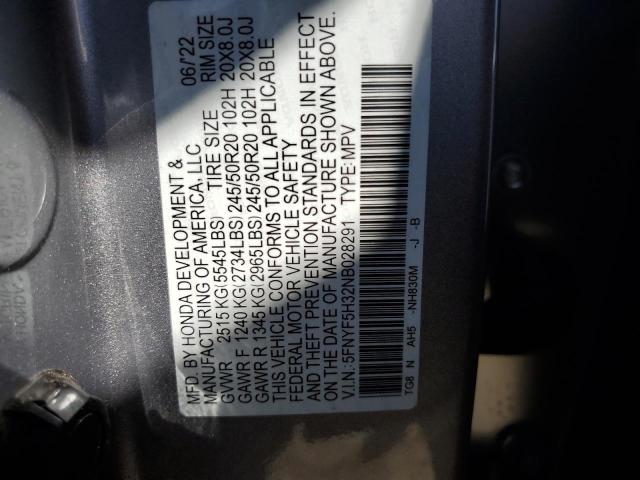 MFD. BY HONDA DEVELOPMENT & 06/'22
MANUFACTURING OF AMERICA, LLC
TIRE SIZE RIM SIZE
GVWR 2515 KG(5545LBS)
GAWR F 1240 KG(2734LBS) 245/50R20 102H 20X8.0J
GAWR R 1345 KG(2965LBS) 245/50R20 102H 20X8.0J
THIS VEHICLE CONFORMS TO ALL APPLICABLE
FEDERAL MOTOR VEHICLE SAFETY
AND THEFT PREVENTION STANDARDS IN EFFECT
ON THE DATE OF MANUFACTURE SHOWN ABOVE.
V.I.N.: 5FNYF5H32NB028291 TYPE: MPV
TG8 N AH5 -NH830M -J -B